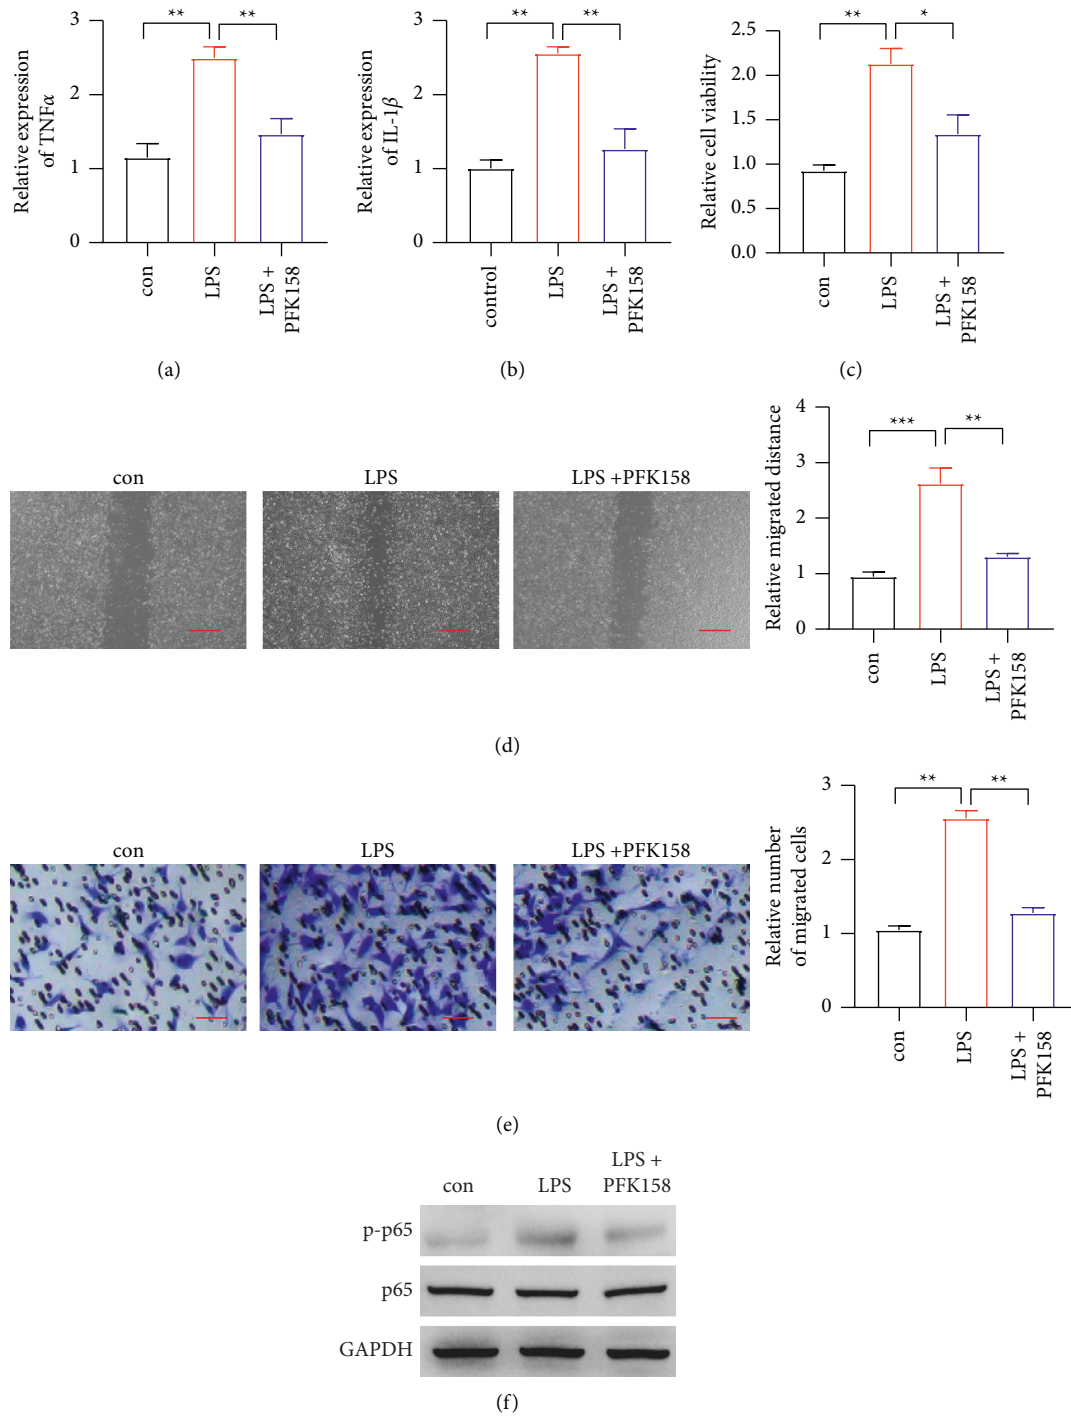 3
2
1
0
Relative expression
of TNFα
**
**
con
LPS
LPS +
PFK158
(a)
3
2
1
0
Relative expression
of IL-1β
**
**
control
LPS
LPS +
PFK158
(b)
2.5
2.0
1.5
1.0
0.5
0.0
Relative cell viability
**
*
con
LPS
LPS +
PFK158
(c)
con
LPS
LPS +PFK158
4
3
2
1
0
Relative migrated distance
***
**
con
LPS
LPS +
PFK158
(d)
con
LPS
LPS +PFK158
3
2
1
0
Relative number
of migrated cells
**
**
con
LPS
LPS +
PFK158
(e)
con
LPS
LPS +
PFK158
p-p65
p65
GAPDH
(f)